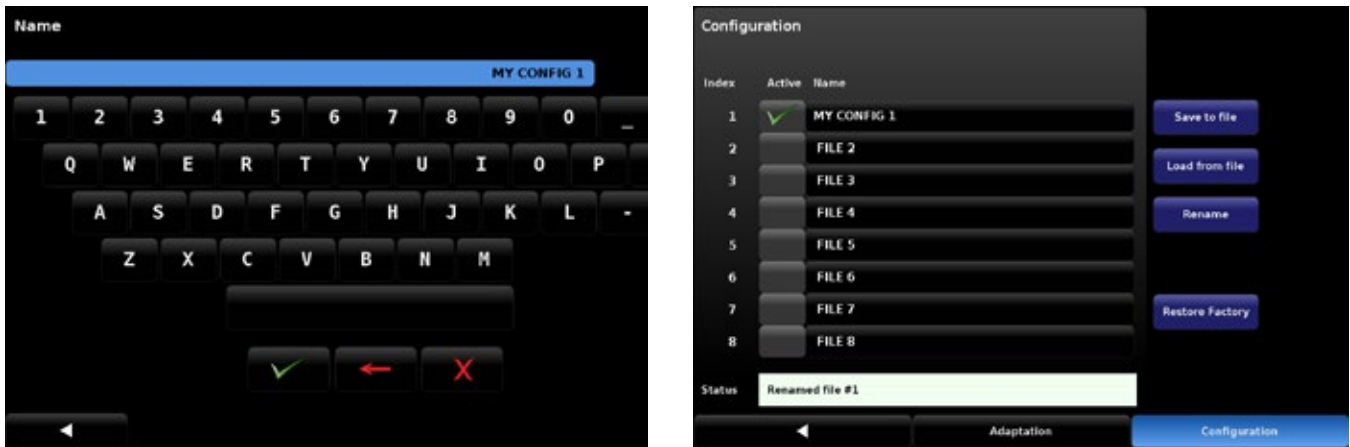 Name
MY CONFIG 1
1 2 3 4 5 6 7 8 9 0 _
Q W E R T Y U I O P
A S D F G H J K L -
Z X C V B N M
Configuration
Index Active Name
1 MY CONFIG 1
2 FILE 2
3 FILE 3
4 FILE 4
5 FILE 5
6 FILE 6
7 FILE 7
8 FILE 8
Save to file
Load from file
Rename
Restore Factory
Status Renamed file #1
Adaptation Configuration